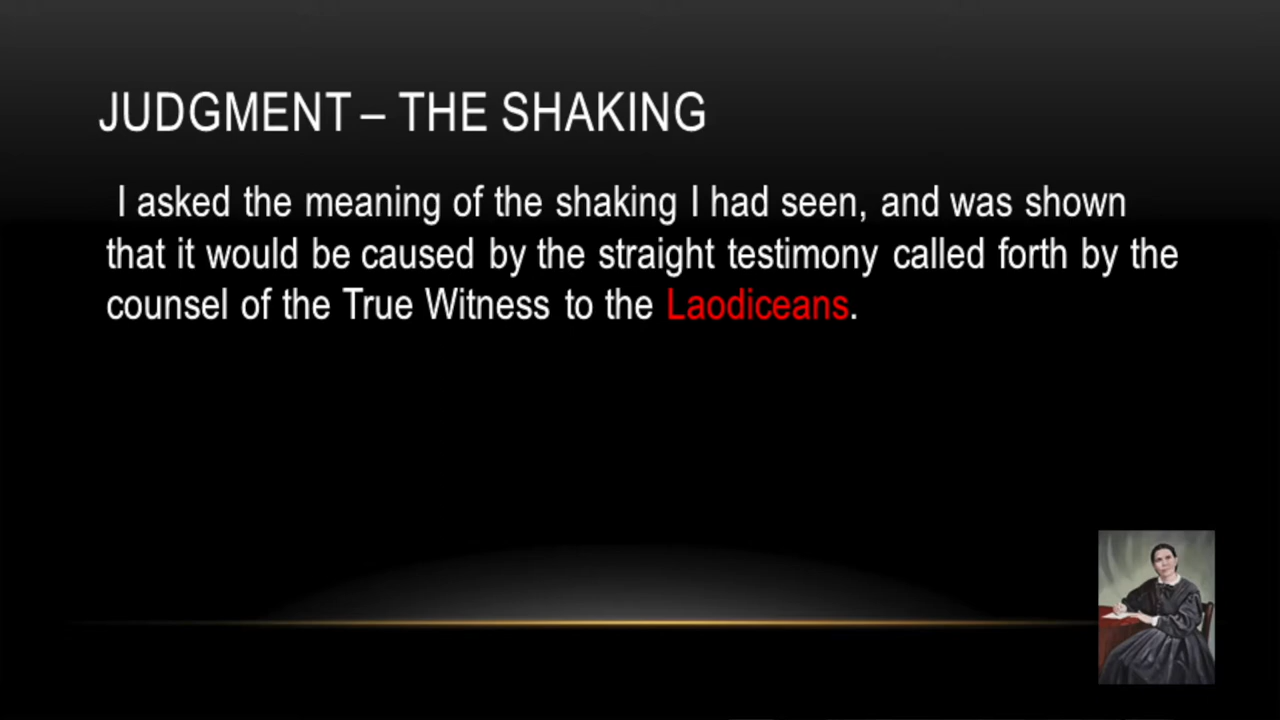 JUDGMENT – THE SHAKING
I asked the meaning of the shaking I had seen, and was shown
that it would be caused by the straight testimony called forth by the
counsel of the True Witness to the Laodiceans.